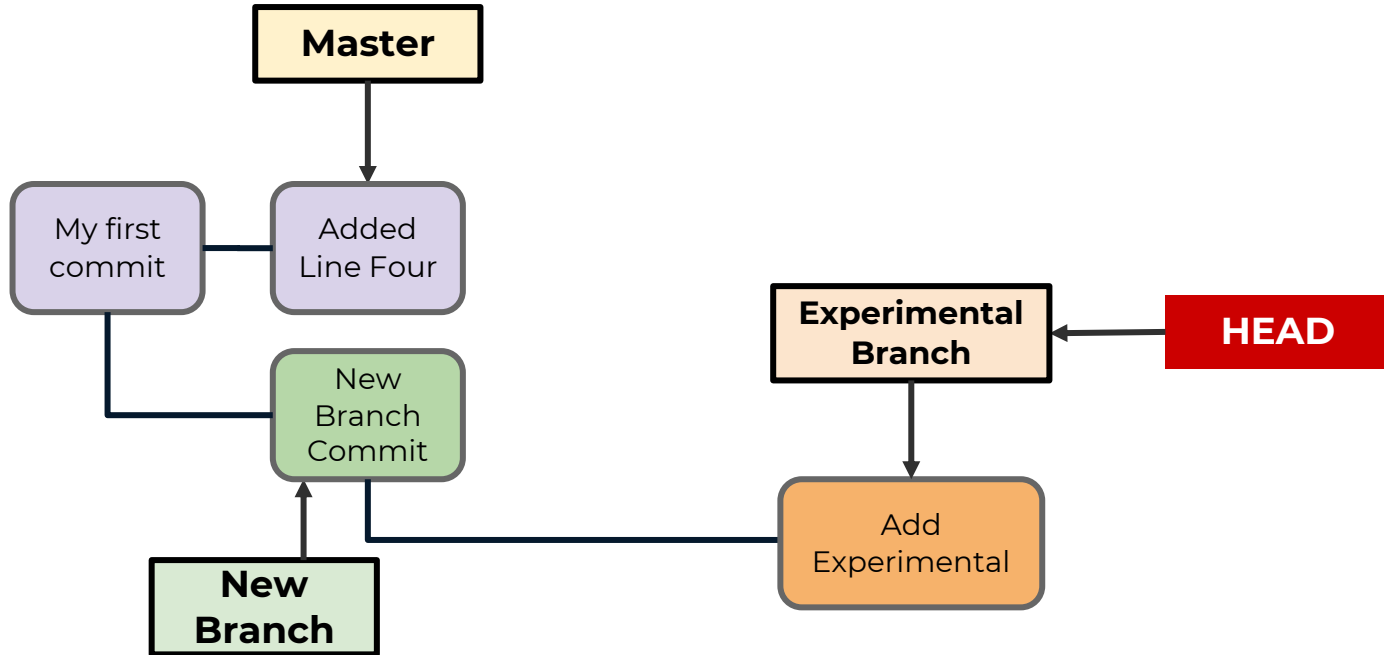 Master
My first
commit
Added
Line Four
Experimental
Branch
HEAD
New
Branch
Commit
Add
Experimental
New
Branch